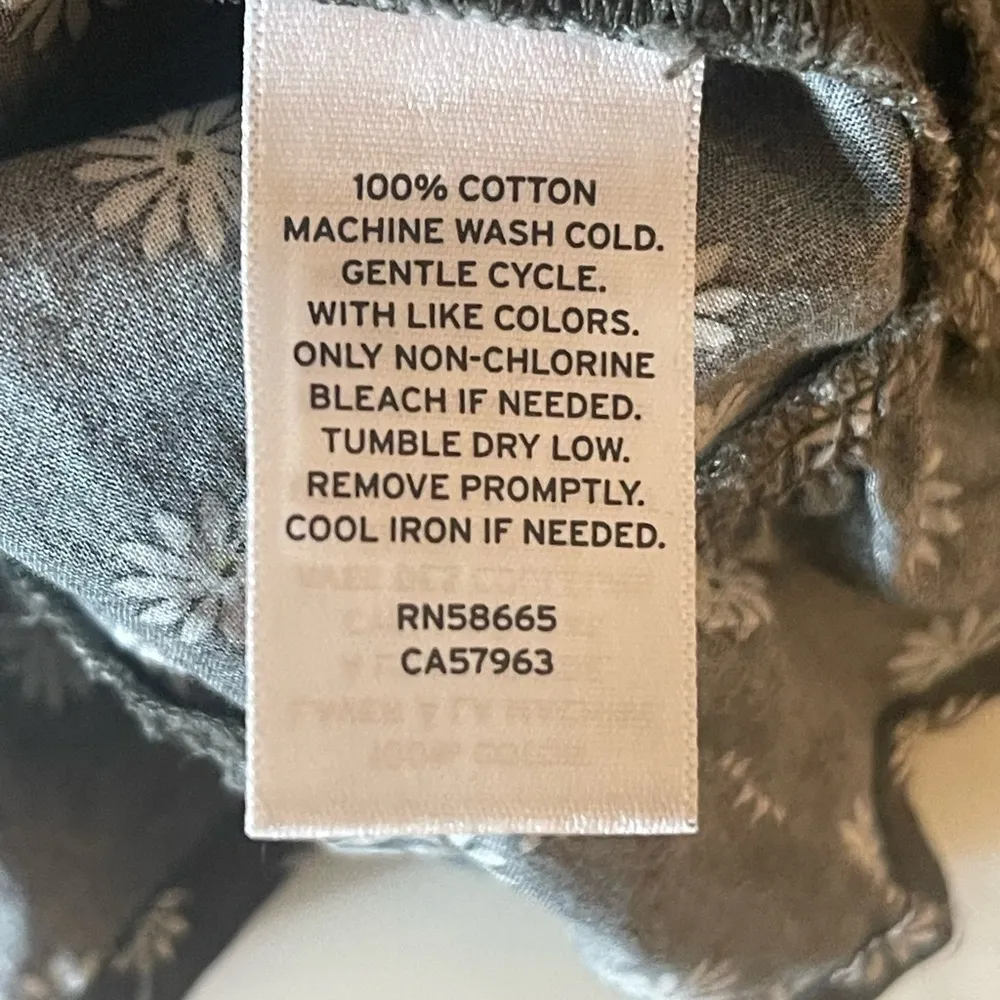 100% COTTON
MACHINE WASH COLD.
GENTLE CYCLE.
WITH LIKE COLORS.
ONLY NON-CHLORINE
BLEACH IF NEEDED.
TUMBLE DRY LOW.
REMOVE PROMPTLY.
COOL IRON IF NEEDED.
RN58665
CA57963